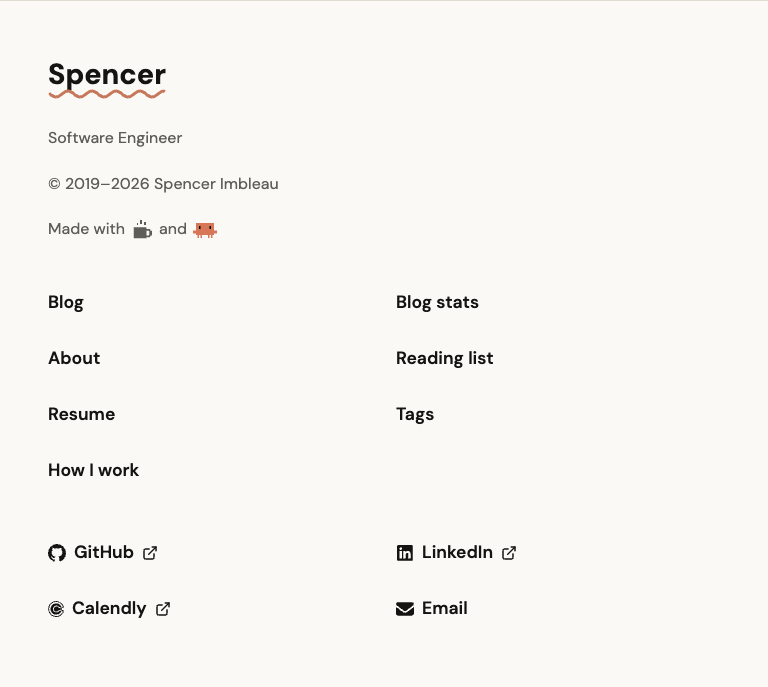 Spencer
Software Engineer
© 2019–2026 Spencer Imbleau
Made with and
Blog
Blog stats
About
Reading list
Resume
Tags
How I work
GitHub
LinkedIn
Calendly
Email